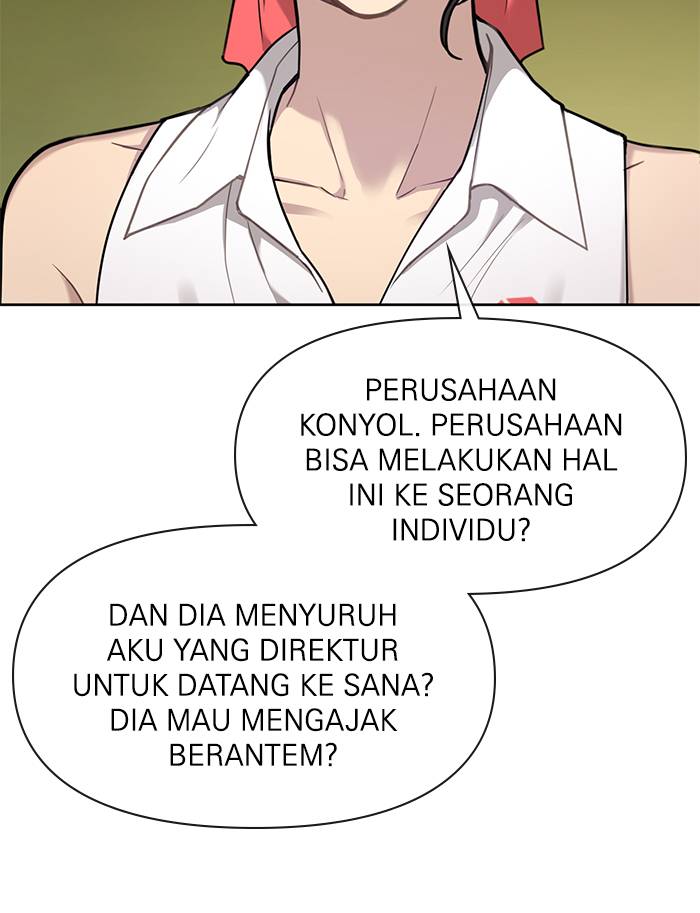 PERUSAHAAN
KONYOL. PERUSAHAAN
BISA MELAKUKAN HAL
INI KE SEORANG
INDIVIDU?
DAN DIA MENYURUH
AKU YANG DIREKTUR
UNTUK DATANG KE SANA?
DIA MAU MENGAJAK
BERANTEM?